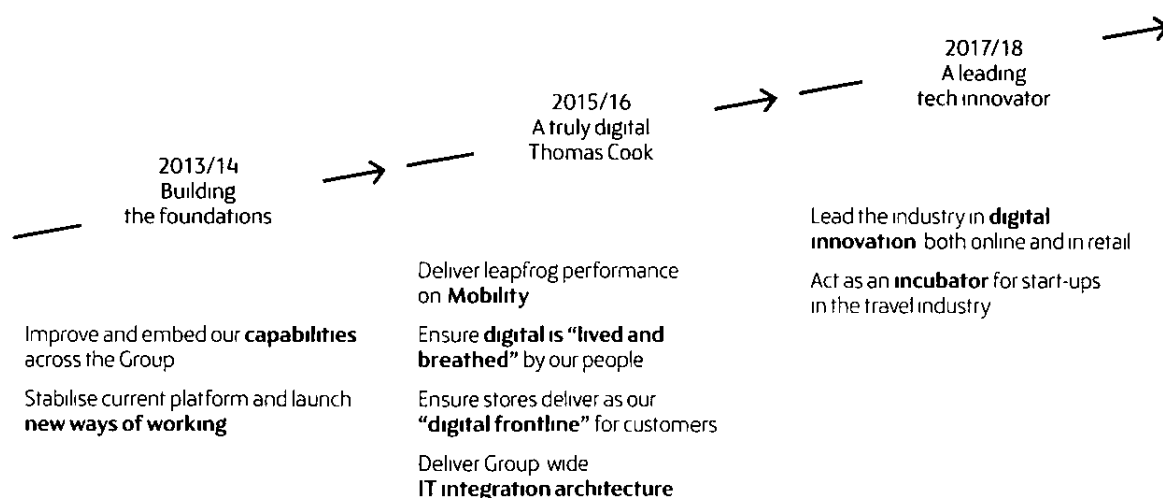 2013/14
Building
the foundations
Improve and embed our capabilities
across the Group
Stabilise current platform and launch
new ways of working
2015/16
A truly digital
Thomas Cook
Deliver leapfrog performance
on Mobility
Ensure digital is "lived and
breathed" by our people
Ensure stores deliver as our
"digital frontline" for customers
Deliver Group wide
IT integration architecture
2017/18
A leading
tech innovator
Lead the industry in digital
innovation both online and in retail
Act as an incubator for start-ups
in the travel industry